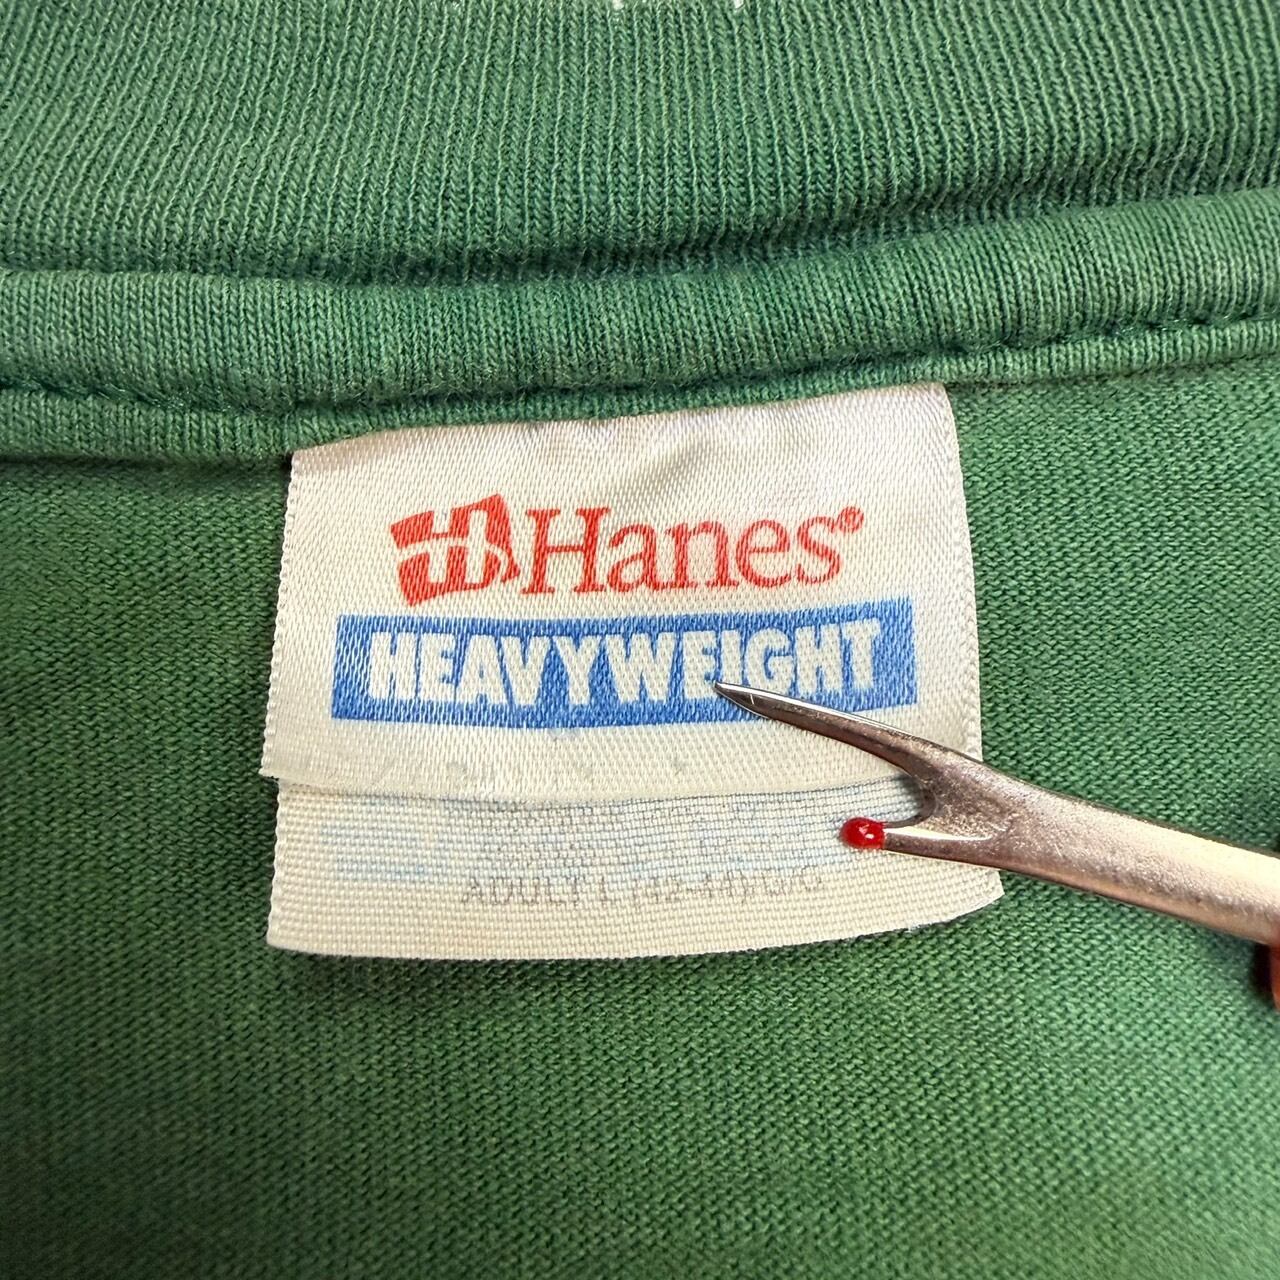 Hanes®
HEAVYWEIGHT
ADULT L (42-44) G/G